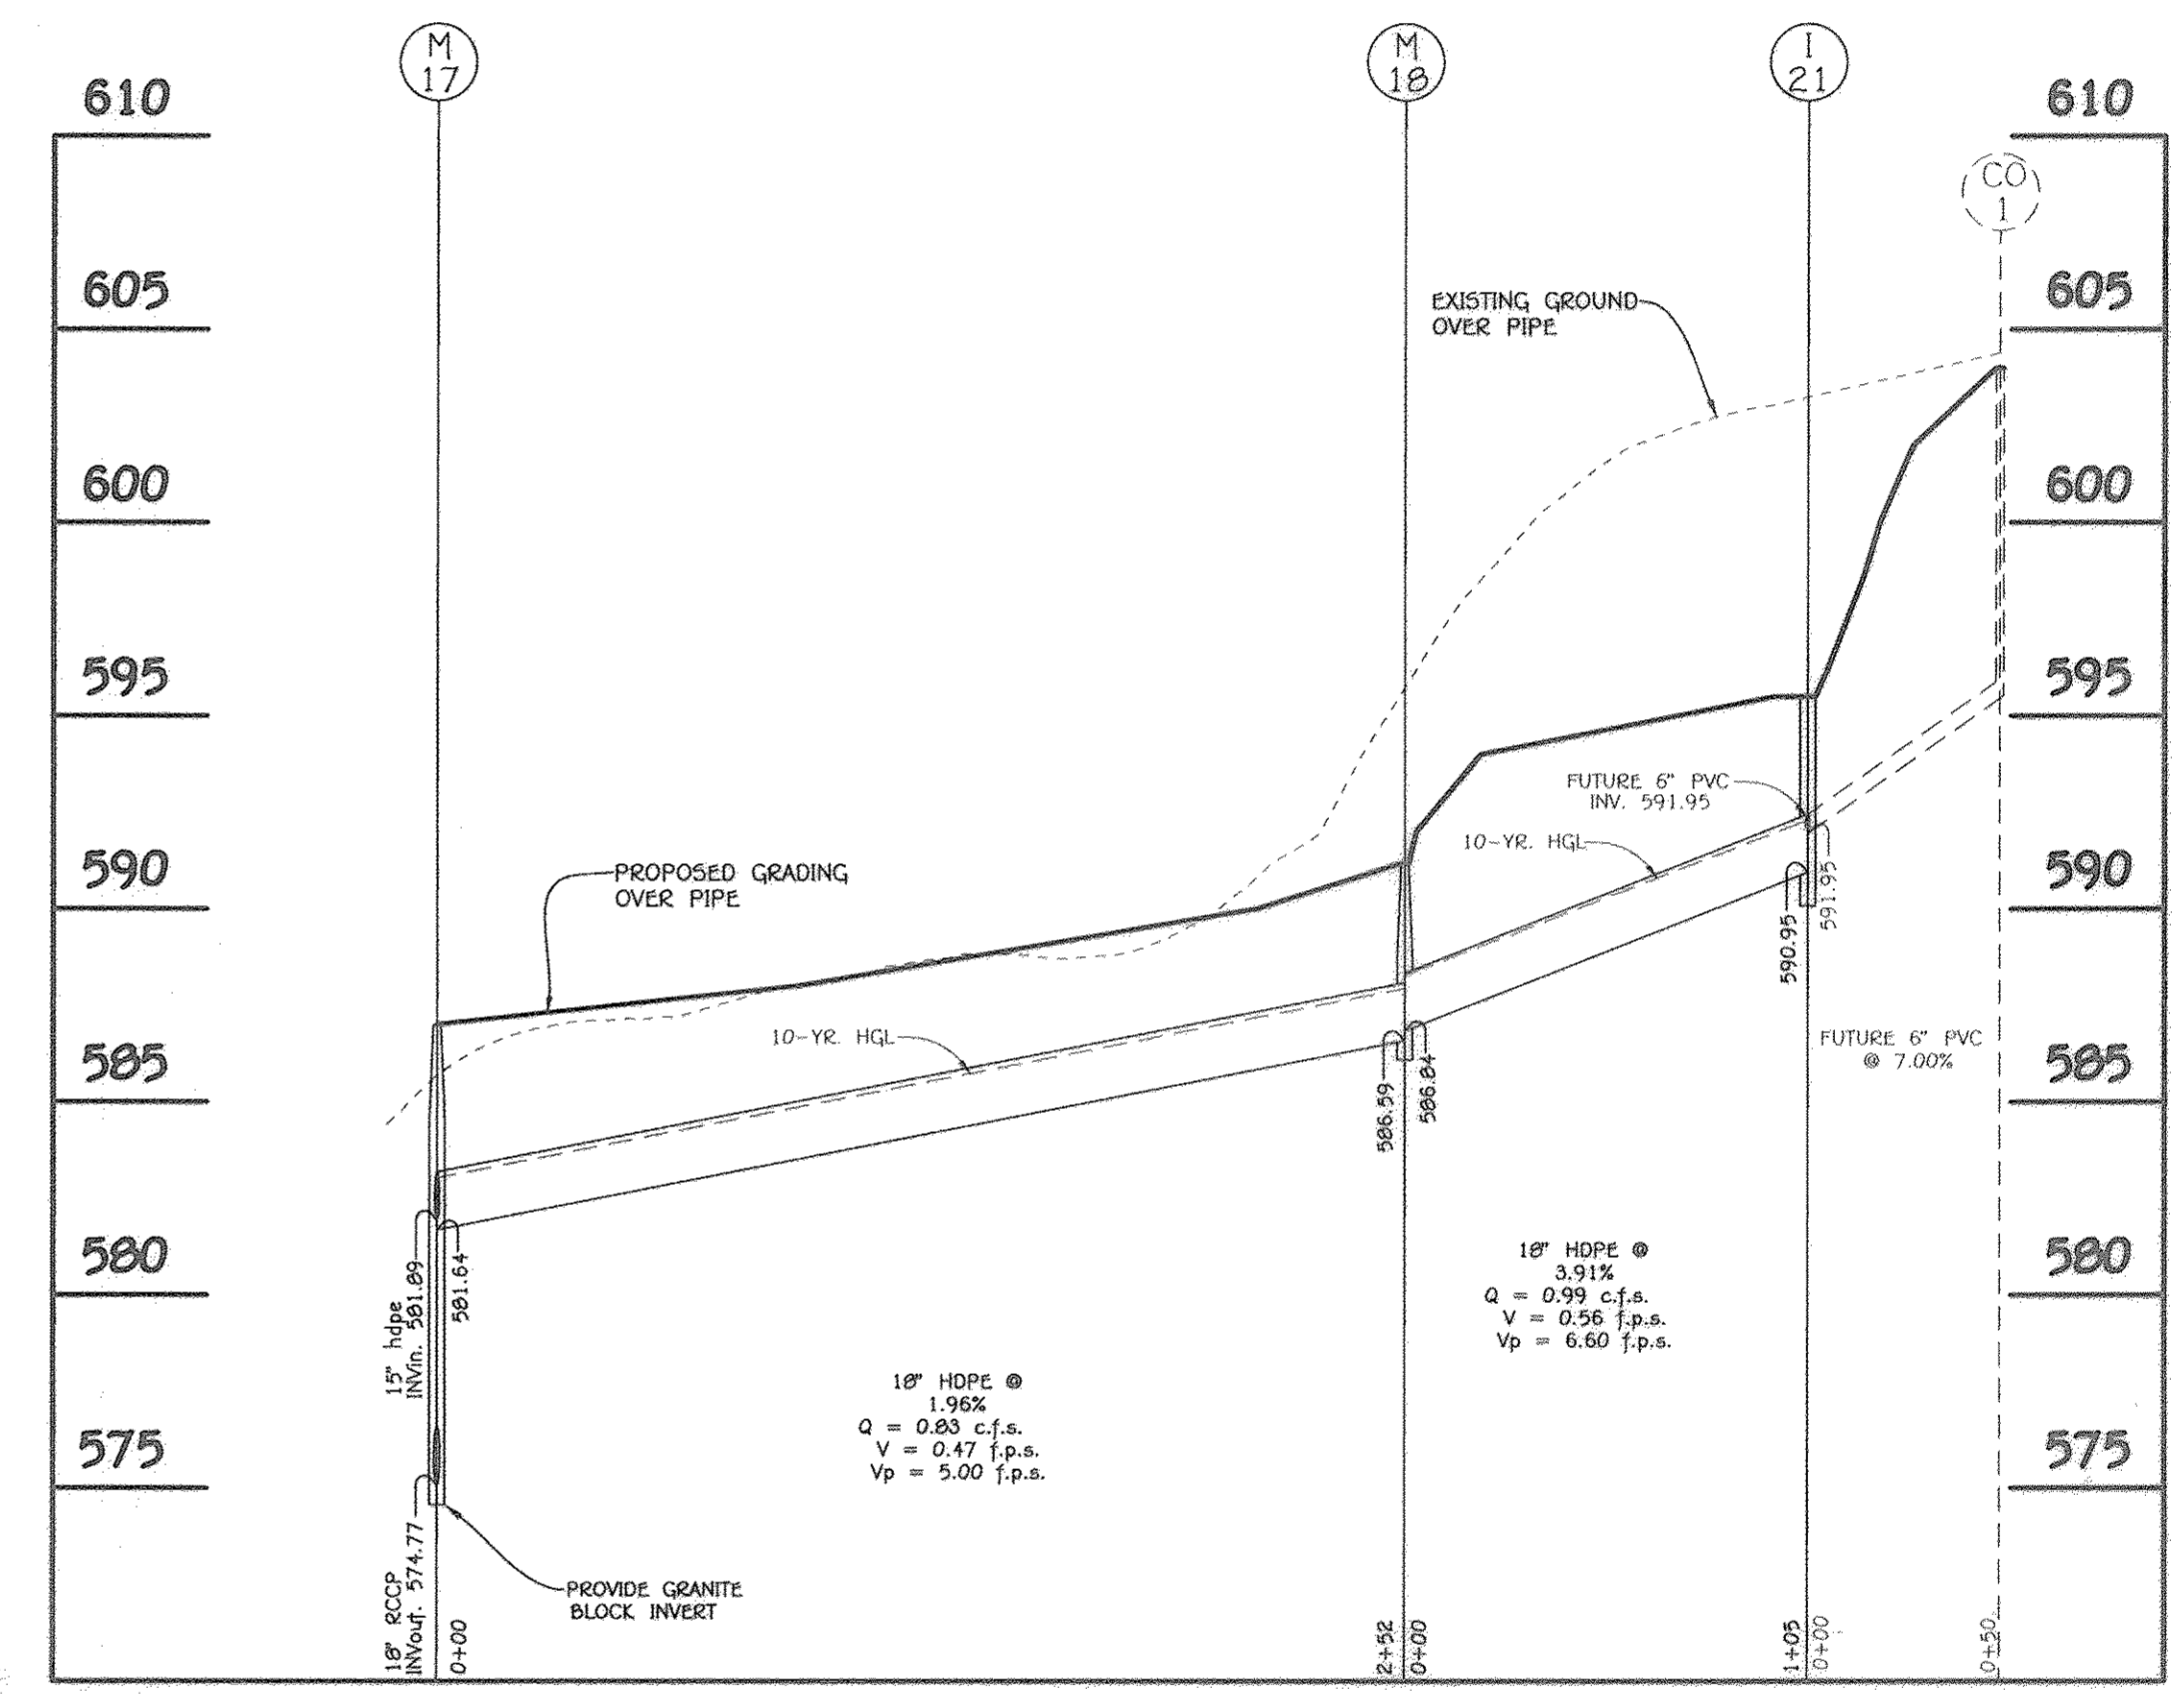 M
17
M
18
I
21
610
610
CO
1
605
605
EXISTING GROUND
OVER PIPE
600
600
595
595
FUTURE 6" PVC
INV. 591.95
10-YR. HGL
590
590
PROPOSED GRADING
OVER PIPE
590.95
591.95
10-YR. HGL
585
585
FUTURE 6" PVC
@ 7.00%
586.59
586.84
580
580
15" hdpe
INVin. 581.89
581.64
18" HDPE @
3.91%
Q = 0.99 c.f.s.
V = 0.56 f.p.s.
Vp = 6.60 f.p.s.
18" HDPE @
1.96%
Q = 0.83 c.f.s.
V = 0.47 f.p.s.
Vp = 5.00 f.p.s.
575
575
18" RCCP
INVout. 574.77
PROVIDE GRANITE
BLOCK INVERT
0+00
2+52
0+00
1+05
0+00
0+50